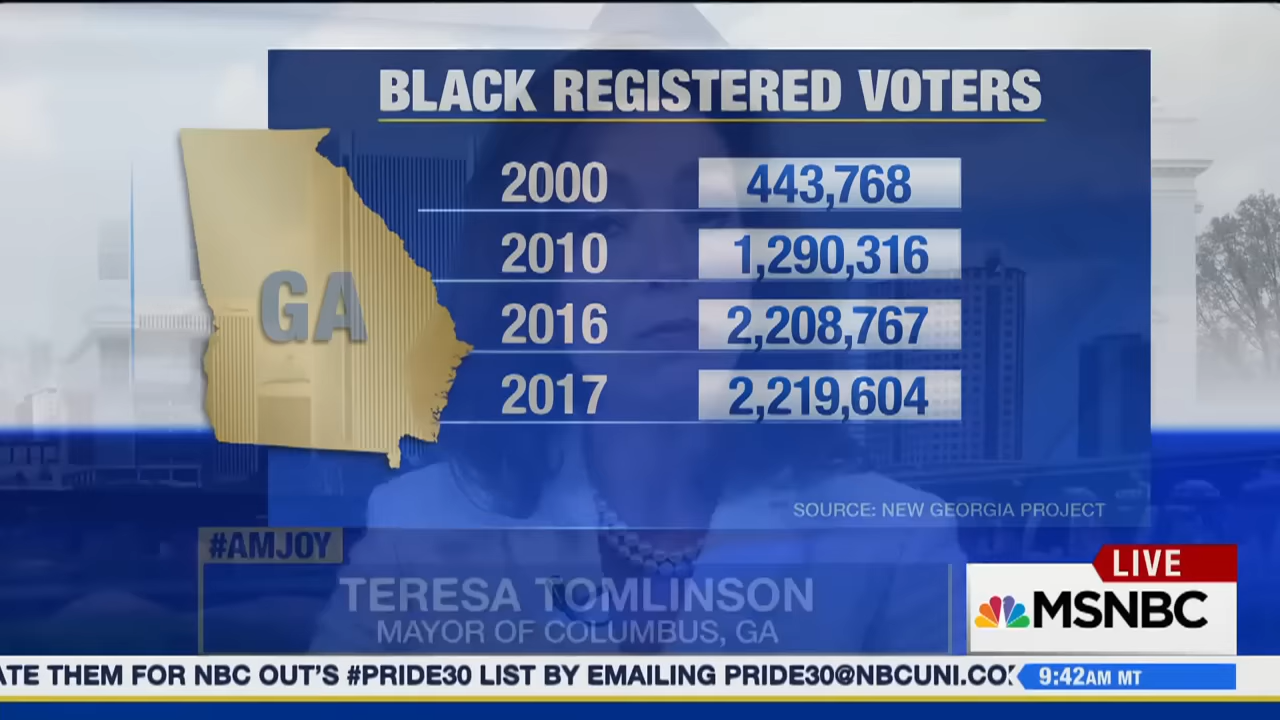 BLACK REGISTERED VOTERS
GA
2000 443,768
2010 1,290,316
2016 2,208,767
2017 2,219,604
SOURCE: NEW GEORGIA PROJECT
#AMJOY
TERESA TOMLINSON
MAYOR OF COLUMBUS, GA
LIVE
MSNBC
ATE THEM FOR NBC OUT'S #PRIDE30 LIST BY EMAILING PRIDE30@NBCUNI.CO
9:42AM MT